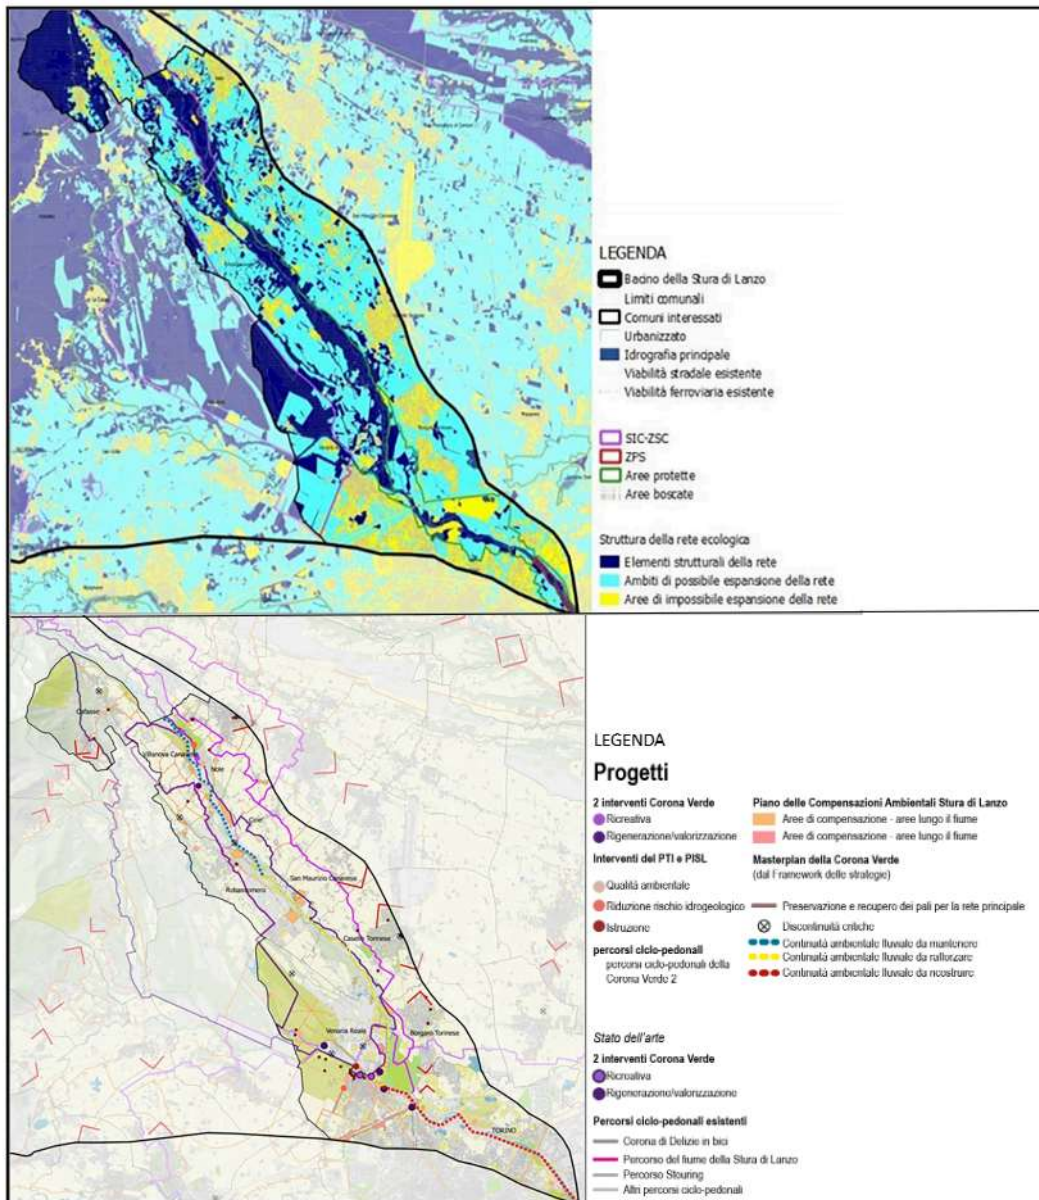 LEGENDA
Bacino della Stura di Lanzo
Limiti comunali
Comuni interessati
Urbanizzato
Idrografia principale
Viabilità stradale esistente
Viabilità ferroviaria esistente
SIC-ZSC
ZPS
Aree protette
Aree boscate
Struttura della rete ecologica
Elementi strutturali della rete
Ambiti di possibile espansione della rete
Aree di impossibile espansione della rete
Cafasse
Villanova Canavese
Nole
Ciriè
San Maurizio Canavese
Robassomero
Caselle Torinese
Venaria Reale
Borgaro Torinese
TORINO
LEGENDA
Progetti
2 interventi Corona Verde
Ricreativa
Rigenerazione/valorizzazione
Interventi del PTI e PISL
Qualità ambientale
Riduzione rischio idrogeologico
Istruzione
percorsi ciclo-pedonali
percorsi ciclo-pedonali della
Corona Verde 2
Piano delle Compensazioni Ambientali Stura di Lanzo
Aree di compensazione - aree lungo il fiume
Aree di compensazione - aree lungo il fiume
Masterplan della Corona Verde
(dal Framework delle strategie)
Preservazione e recupero dei pali per la rete principale
Discontinuità critiche
Continuità ambientale fluviale da mantenere
Continuità ambientale fluviale da rafforzare
Continuità ambientale fluviale da ricostruire
Stato dell'arte
2 interventi Corona Verde
Ricreativa
Rigenerazione/valorizzazione
Percorsi ciclo-pedonali esistenti
Corona di Delizie in bici
Percorso del fiume della Stura di Lanzo
Percorso Stouring
Altri percorsi ciclo-pedonali